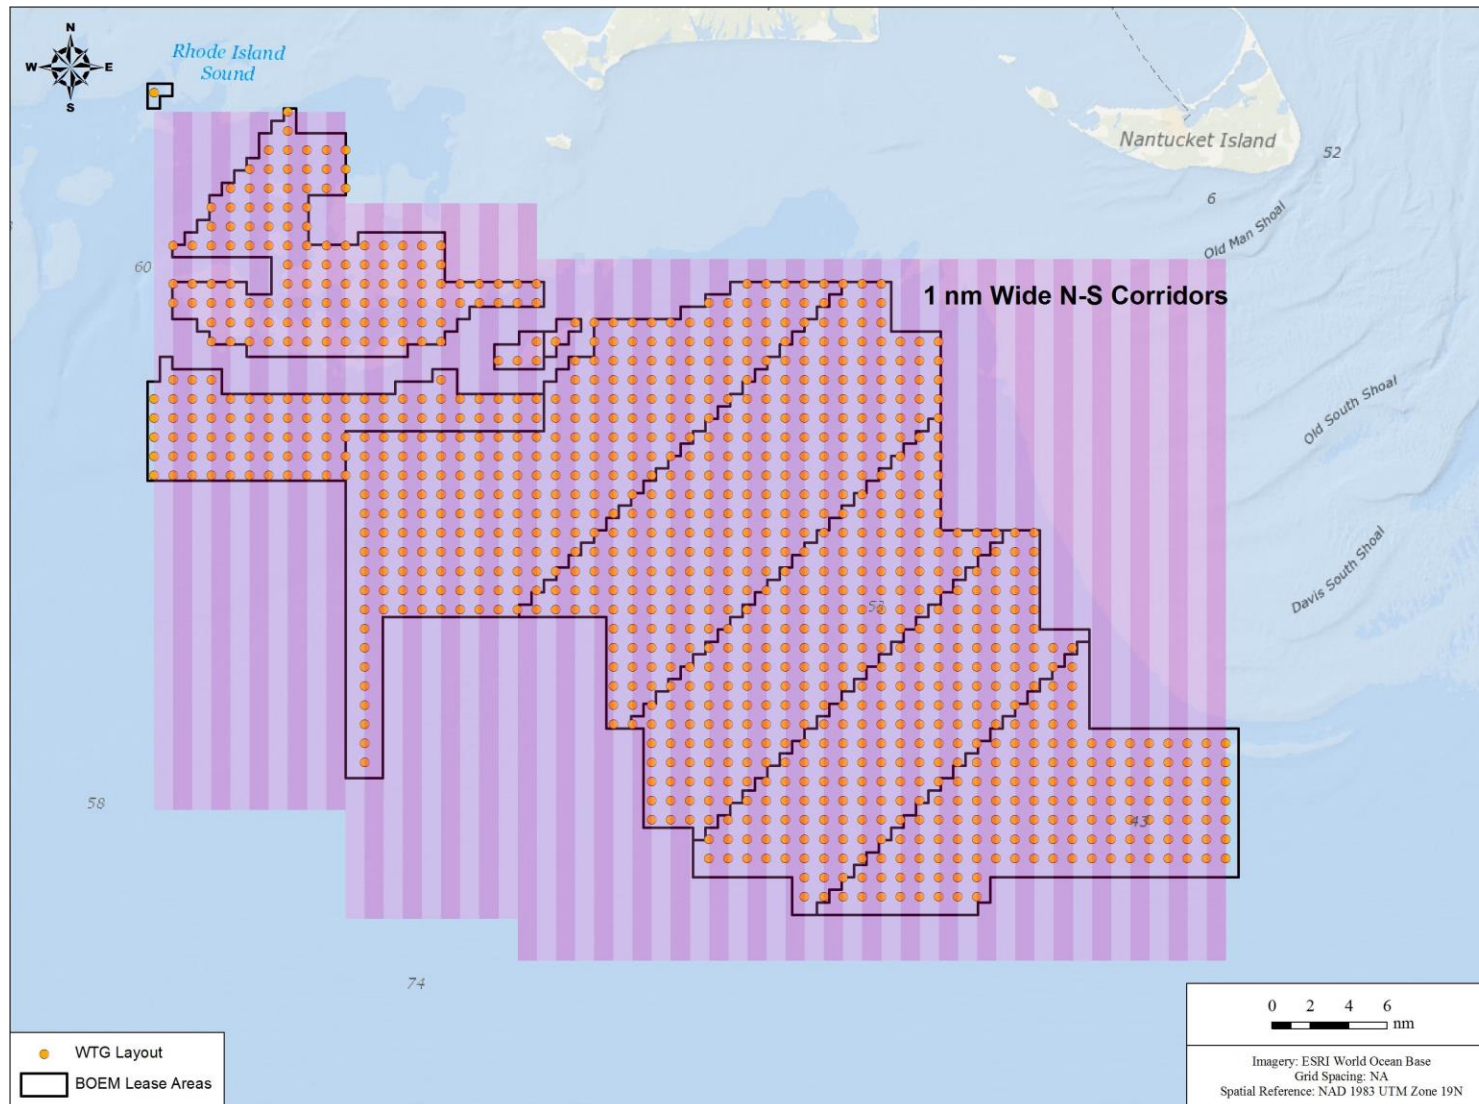 N
W
E
S
Rhode Island
Sound
Nantucket Island
52
6
Old Man Shoal
60
1 nm Wide N-S Corridors
Old South Shoal
Davis South Shoal
58
43
74
WTG Layout
BOEM Lease Areas
0 2 4 6
nm
Imagery: ESRI World Ocean Base
Grid Spacing: NA
Spatial Reference: NAD 1983 UTM Zone 19N